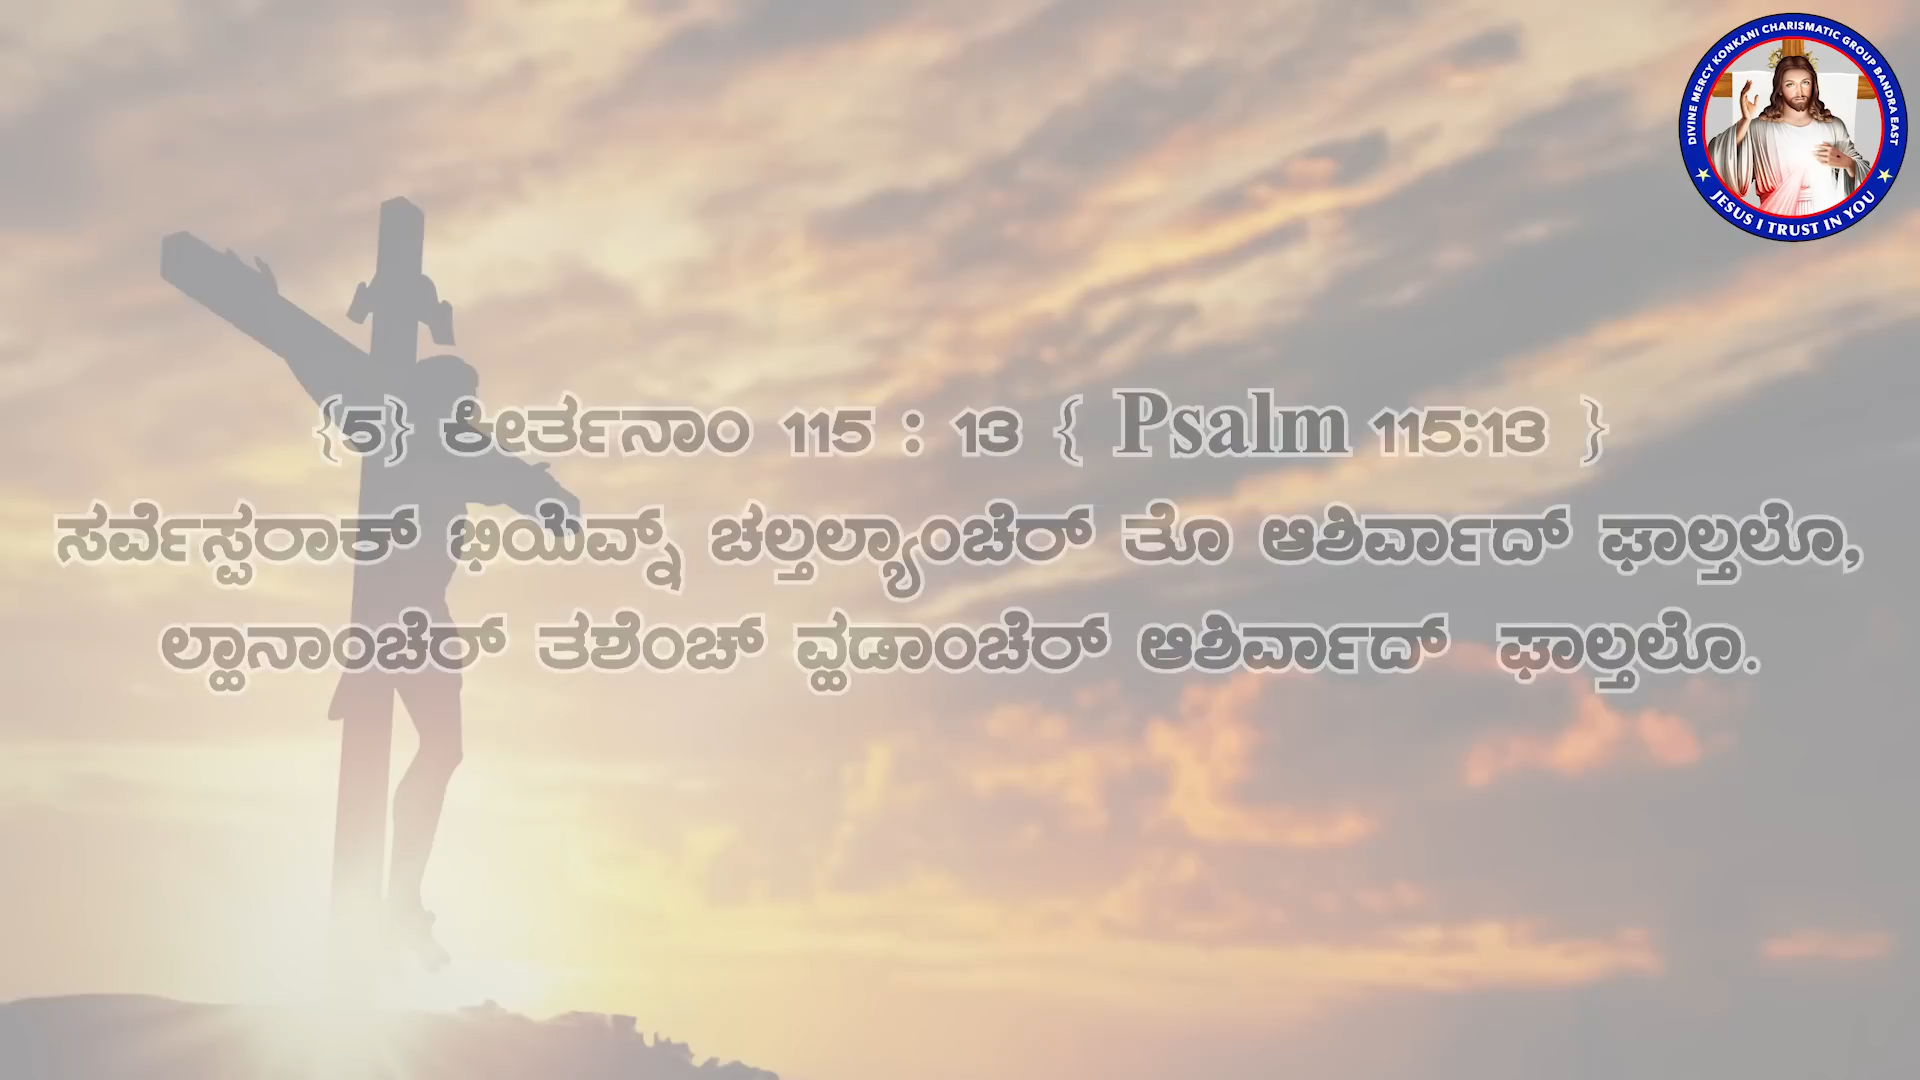 DIVINE MERCY KONKANI CHARISMATIC GROUP BANDRA EAST
JESUS I TRUST IN YOU
{5} ಕೀರ್ತನಾಂ 115 : 13 { Psalm 115:13 }
ಸರ್ವೆಸ್ಪರಾಕ್ ಭಿಯೆವ್ನ್ ಚಲ್ತಲ್ಯಾಂಚೆರ್ ತೊ ಆಶಿರ್ವಾದ್ ಘಾಲ್ತಲೊ,
ಲ್ಹಾನಾಂಚೆರ್ ತಶೆಂಚ್ ವ್ಹಡಾಂಚೆರ್ ಆಶಿರ್ವಾದ್ ಘಾಲ್ತಲೊ.